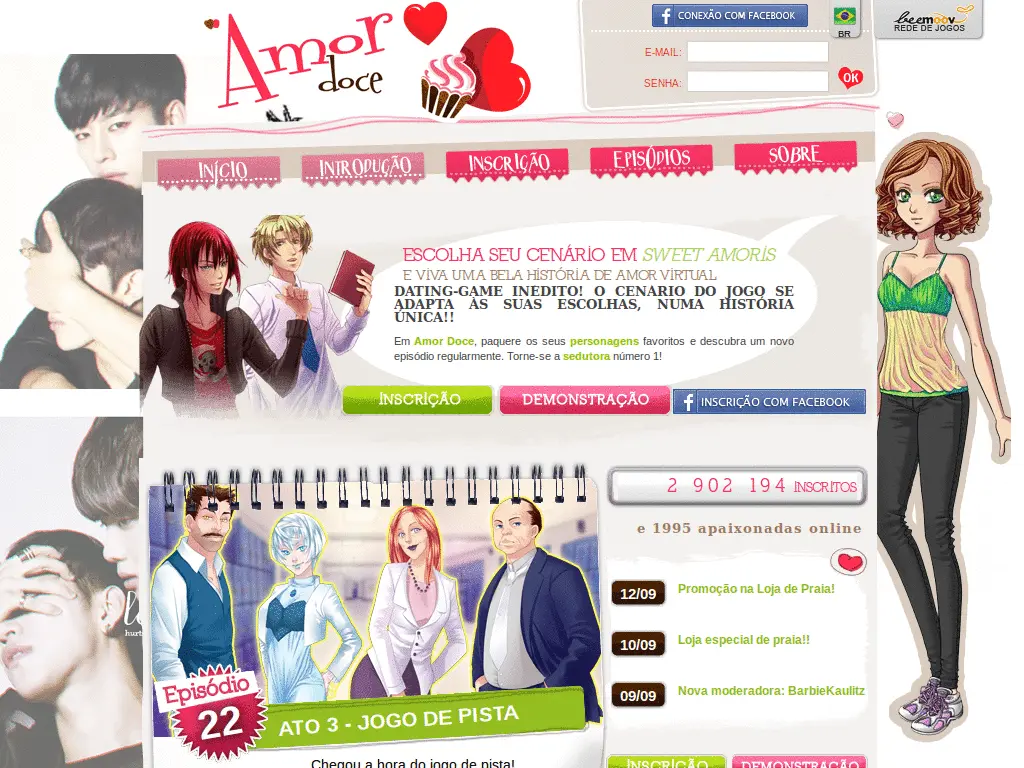 Amor
doce
CONEXÃO COM FACEBOOK
BR
beemoov
REDE DE JOGOS
E-MAIL:
SENHA:
OK
INÍCIO
INTRODUÇÃO
INSCRIÇÃO
EPISÓDIOS
SOBRE
ESCOLHA SEU CENÁRIO EM SWEET AMORIS
E VIVA UMA BELA HISTÓRIA DE AMOR VIRTUAL
DATING-GAME INEDITO! O CENARIO DO JOGO SE
ADAPTA ÀS SUAS ESCOLHAS, NUMA HISTÓRIA
ÚNICA!!
Em Amor Doce, paquere os seus personagens favoritos e descubra um novo
episódio regularmente. Torne-se a sedutora número 1!
INSCRIÇÃO
DEMONSTRAÇÃO
INSCRIÇÃO COM FACEBOOK
2 902 194 INSCRITOS
e 1995 apaixonadas online
12/09 Promoção na Loja de Praia!
10/09 Loja especial de praia!!
09/09 Nova moderadora: BarbieKaulitz
Episódio
22
ATO 3 - JOGO DE PISTA
Chegou a hora do jogo de pista!
INSCRIÇÃO
DEMONSTRAÇÃO